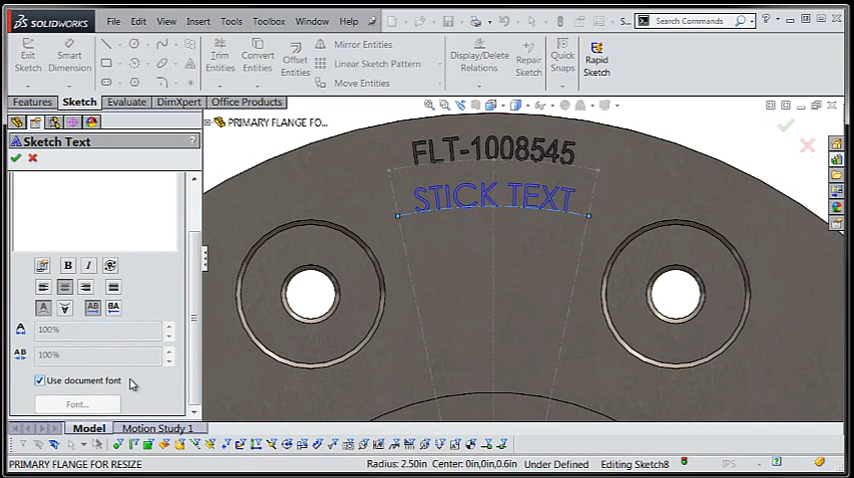 SOLIDWORKS File Edit View Insert Tools Toolbox Window Help S... Search Commands ?
Exit Sketch
Smart Dimension
Trim Entities
Convert Entities
Offset Entities
Mirror Entities
Linear Sketch Pattern
Move Entities
Display/Delete Relations
Repair Sketch
Quick Snaps
Rapid Sketch
Features Sketch Evaluate DimXpert Office Products
PRIMARY FLANGE FO...
Sketch Text ?
FLT-1008545
STICK TEXT
B I
A AB BA
A 100%
AB 100%
Use document font
Font...
Model Motion Study 1
PRIMARY FLANGE FOR RESIZE Radius: 2.50in Center: 0in,0in,0.6in Under Defined Editing Sketch8 IPS ?